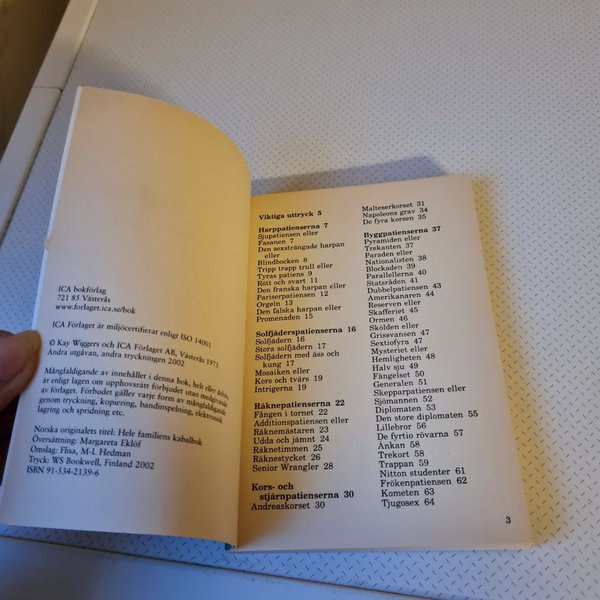 ICA bokförlag
721 85 Västerås
www.forlaget.ica.se/bok
ICA Förlaget är miljöcertifierat enligt ISO 14001
© Kay Wiggers och ICA Förlaget AB, Västerås 1973
Andra utgåvan, andra tryckningen 2002
Mångfaldigande av innehållet i denna bok, helt eller delvis,
är enligt lagen om upphovsrätt förbjudet utan medgivande
av förlaget. Förbudet gäller varje form av mångfaldigande
genom tryckning, kopiering, bandinspelning, elektronisk
lagring och spridning etc.
Norska originalets titel: Hele familiens kabalbok
Översättning: Margareta Eklöf
Omslag: Flisa, M-L Hedman
Tryck: WS Bookwell, Finland 2002
ISBN 91-534-2139-6
Viktiga uttryck 5
Harppatienserna 7
Sjupatiensen eller
Fasanen 7
Den sexsträngade harpan
eller
Blindbocken 8
Tripp trapp trull eller
Tyras patiens 9
Rött och svart 11
Den franska harpan eller
Pariserpatiensen 12
Orgeln 13
Den falska harpan eller
Promenaden 15
Solfjäderspatienserna 16
Solfjädern 16
Stora solfjädern 16
Solfjädern med äss och
kung 17
Mosaiken eller
Kors och tvärs 19
Intrigerna 19
Räknepatienserna 22
Fången i tornet 22
Additionspatiensen eller
Räknemästaren 23
Udda och jämnt 24
Räknetimmen 25
Räknestycket 26
Senior Wrangler 28
Kors- och
stjärnpatienserna 30
Andreaskorset 30
Malteserkorset 31
Napoleons grav 34
De fyra korsen 35
Byggpatienserna 37
Pyramiden eller
Trekanten 37
Paraden eller
Nationalisten 38
Blockaden 39
Parallellerna 40
Statsråden 41
Dubbelpatiensen 43
Amerikanaren 44
Reserven eller
Skafferiet 45
Ormen 46
Skölden eller
Grissvansen 47
Sextiofyra 47
Mysteriet eller
Hemligheten 48
Halv sju 49
Fängelset 50
Generalen 51
Skepparpatiensen eller
Sjömannen 52
Diplomaten 53
Den store diplomaten 55
Lillebror 56
De fyrtio rövarna 57
Änkan 58
Trekort 58
Trappan 59
Nitton studenter 61
Frökenpatiensen 62
Kometen 63
Tjugosex 64
3